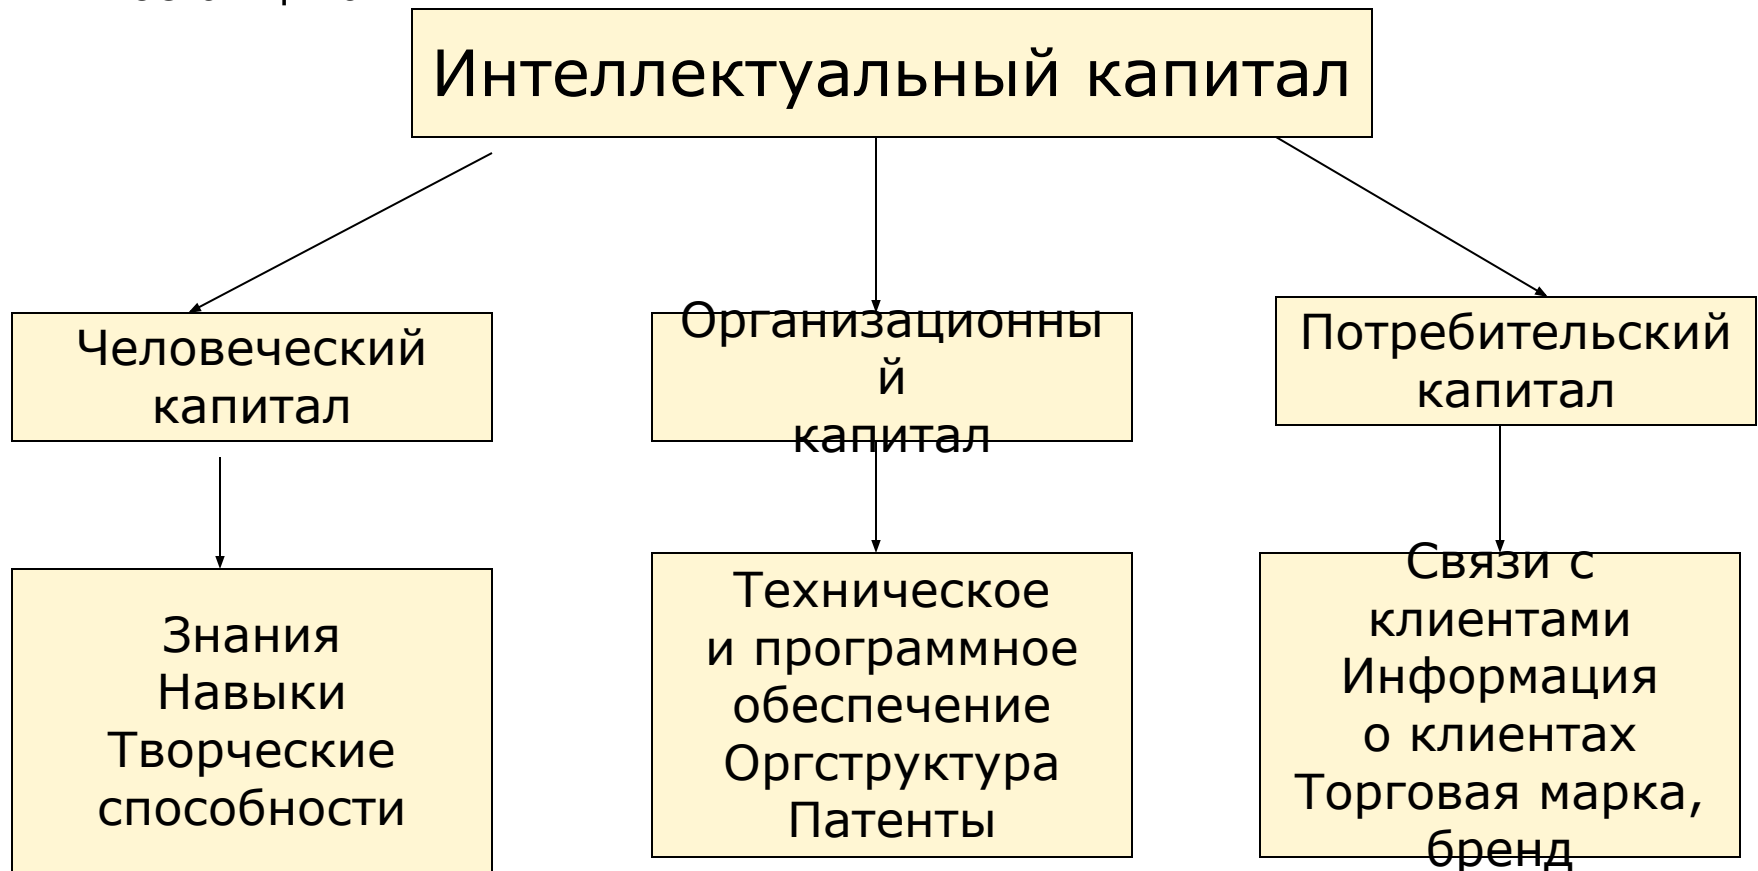 Интеллектуальный капитал
Человеческий
капитал
Организационны
й
капитал
Потребительский
капитал
Знания
Навыки
Творческие
способности
Техническое
и программное
обеспечение
Оргструктура
Патенты
Связи с
клиентами
Информация
о клиентах
Торговая марка,
бренд